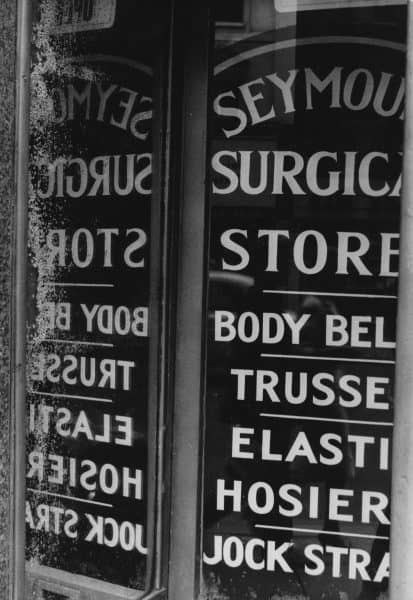 SEYMOU
SURGICA
STORE
BODY BEL
TRUSSE
ELASTI
HOSIER
JOCK STRA